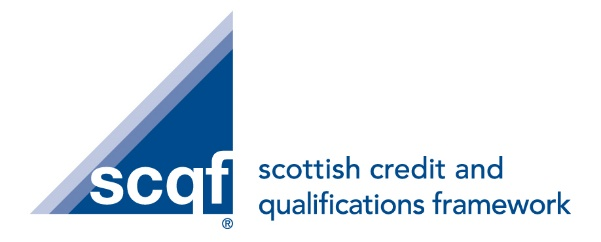 scqf
®
scottish credit and
qualifications framework